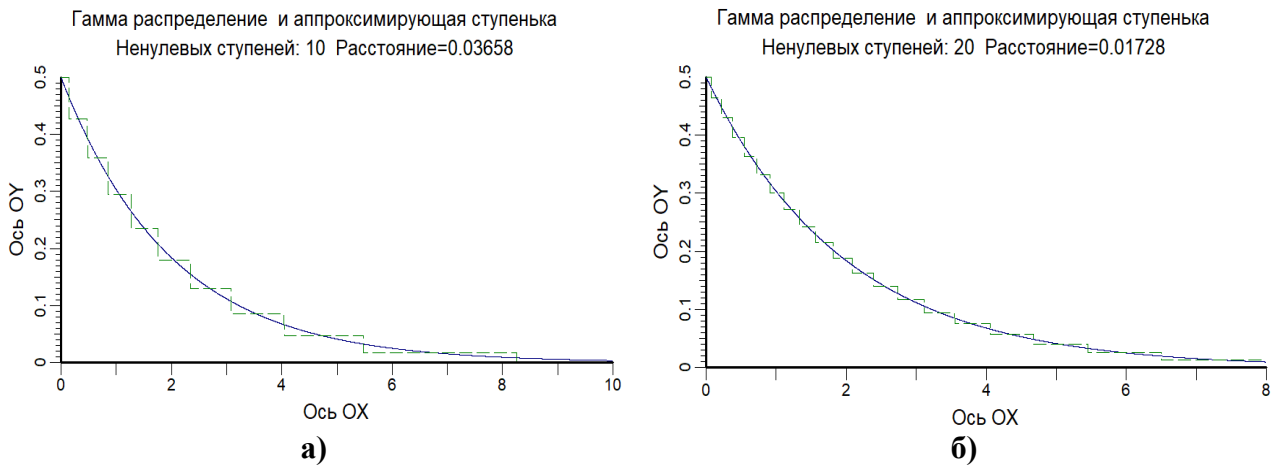 Гамма распределение и аппроксимирующая ступенька
Ненулевых ступеней: 10 Расстояние=0.03658
0.5
0.4
0.3
0.2
0.1
0
Ось OY
0 2 4 6 8 10
Ось OX
а)
Гамма распределение и аппроксимирующая ступенька
Ненулевых ступеней: 20 Расстояние=0.01728
0.5
0.4
0.3
0.2
0.1
0
Ось OY
0 2 4 6 8
Ось OX
б)